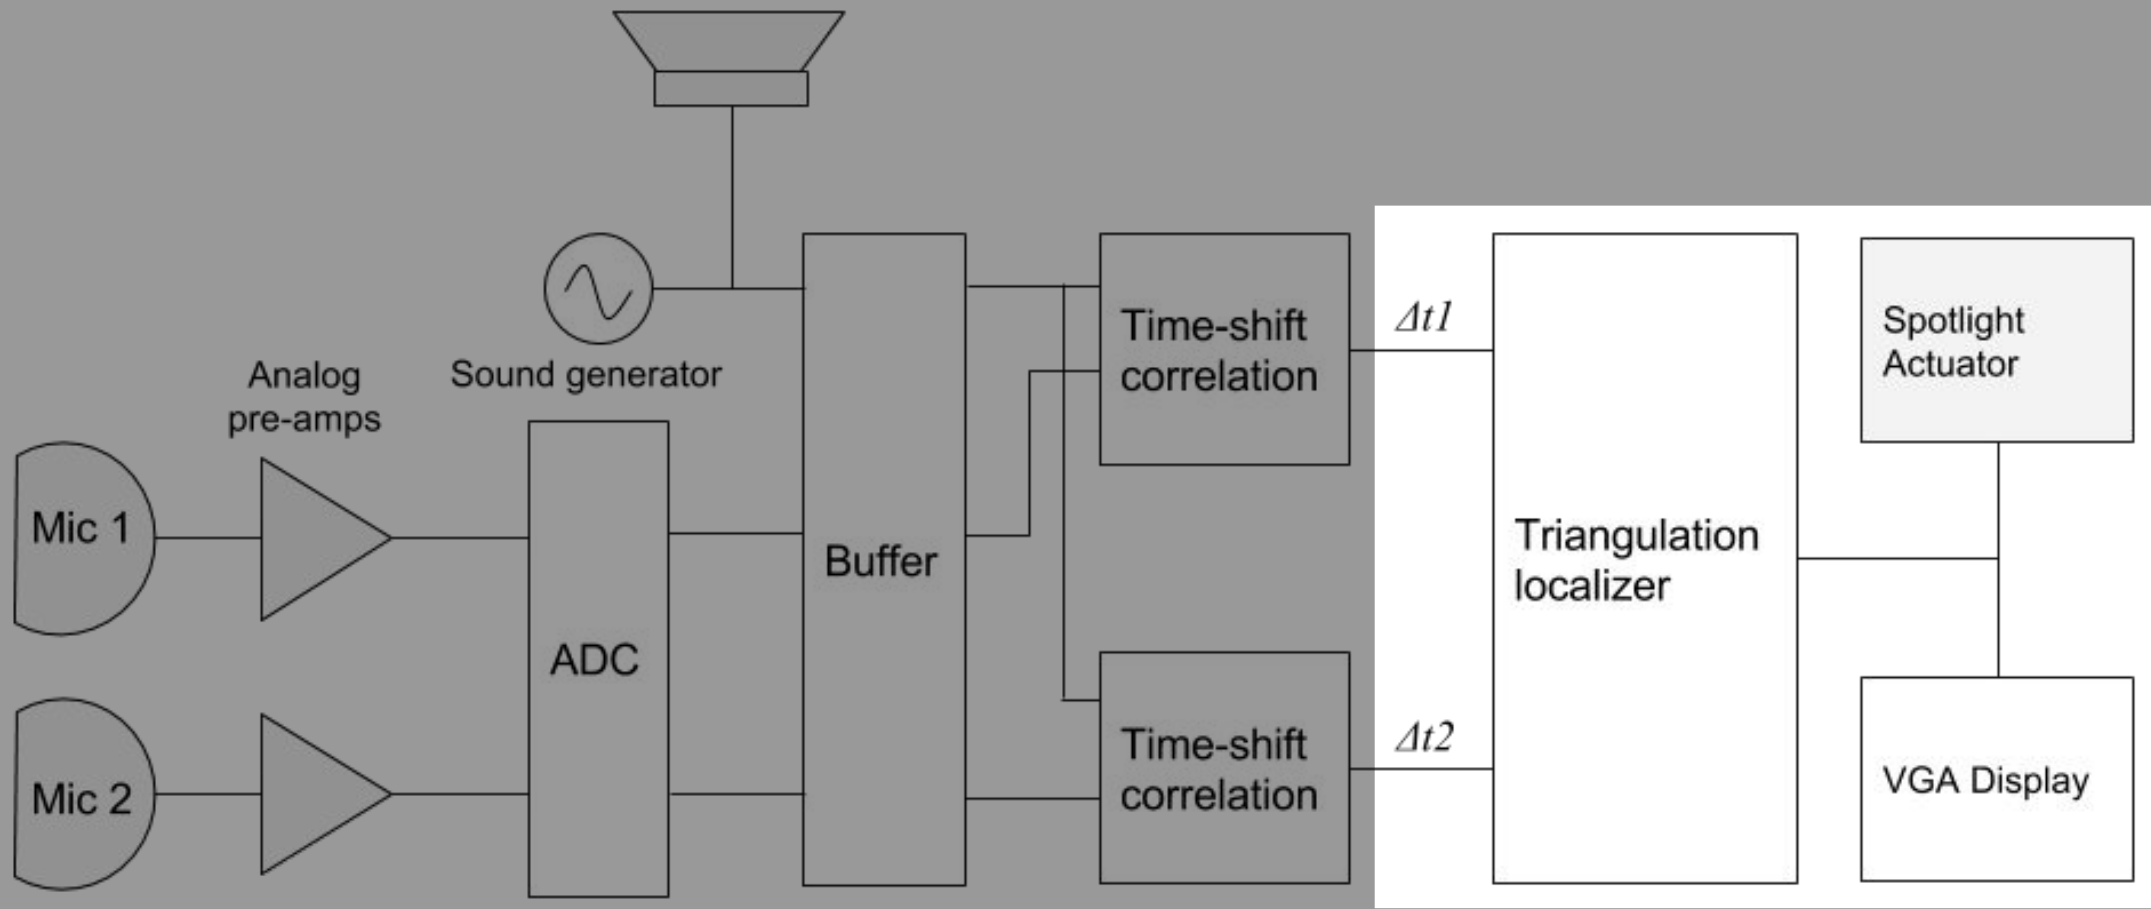 Analog
pre-amps
Sound generator
Mic 1
Mic 2
ADC
Buffer
Time-shift
correlation
Time-shift
correlation
Δt1
Δt2
Triangulation
localizer
Spotlight
Actuator
VGA Display